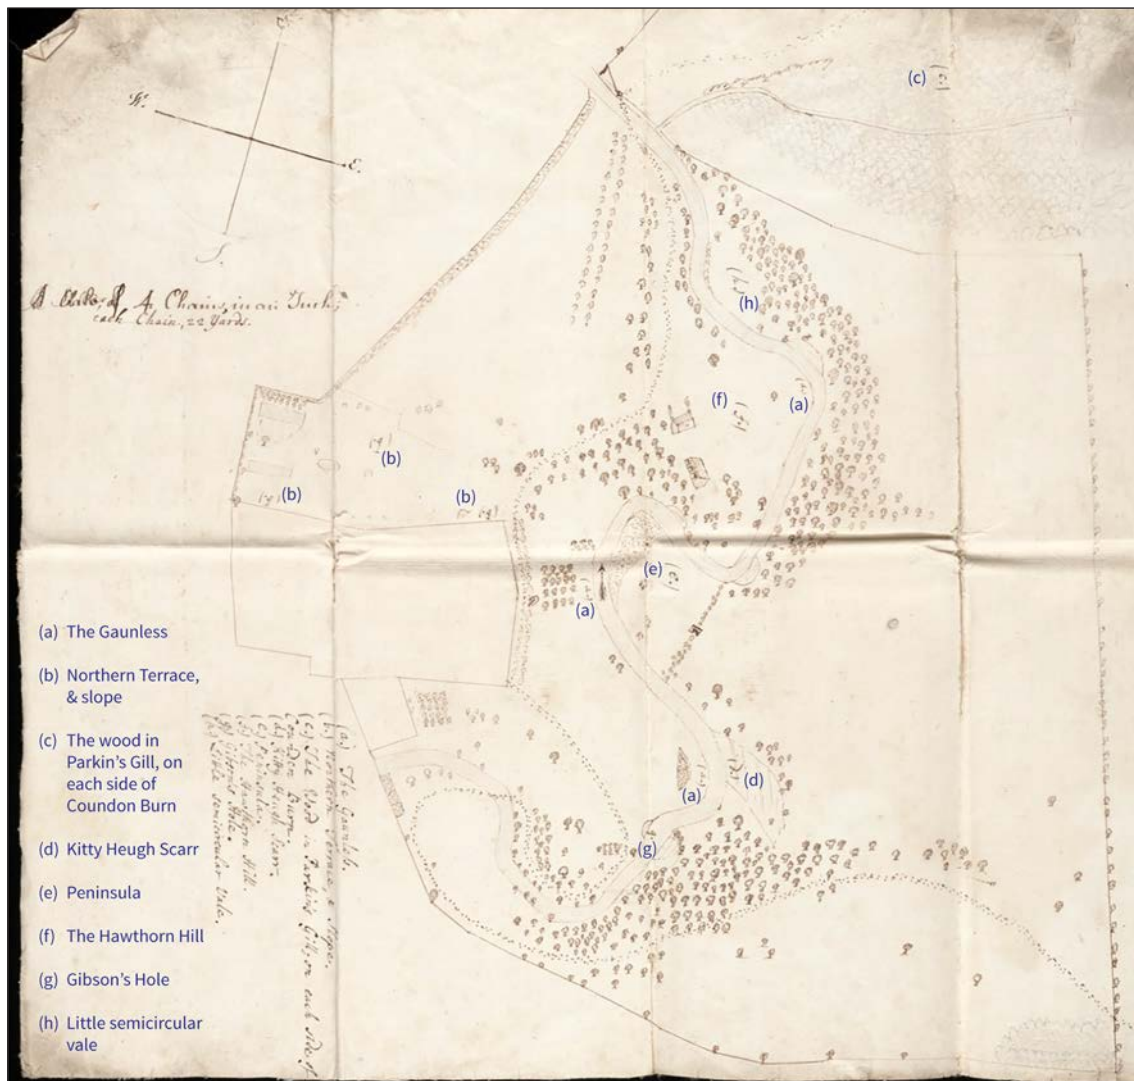 W.
E.
S.
A Scale, of 4 Chains, in an Inch;
each Chain, 22 Yards.
(c)
(h)
(f)
(a)
(b)
(b)
(b)
(e)
(a)
(d)
(a)
(g)
(a) The Gaunless
(b) Northern Terrace,
& slope
(c) The wood in
Parkin's Gill, on
each side of
Coundon Burn
(d) Kitty Heugh Scarr
(e) Peninsula
(f) The Hawthorn Hill
(g) Gibson's Hole
(h) Little semicircular
vale
(a) The Gaunless.
(b) Northern Terrace & Slope.
(c) The Wood in Parkins Gill, on each side of
Burn.
(d) Kitty Heugh Scarr.
(e) Peninsula.
(f) The Hawthorn Hill.
(g) Gibson's Hole.
(h) Little semicircular Vale.